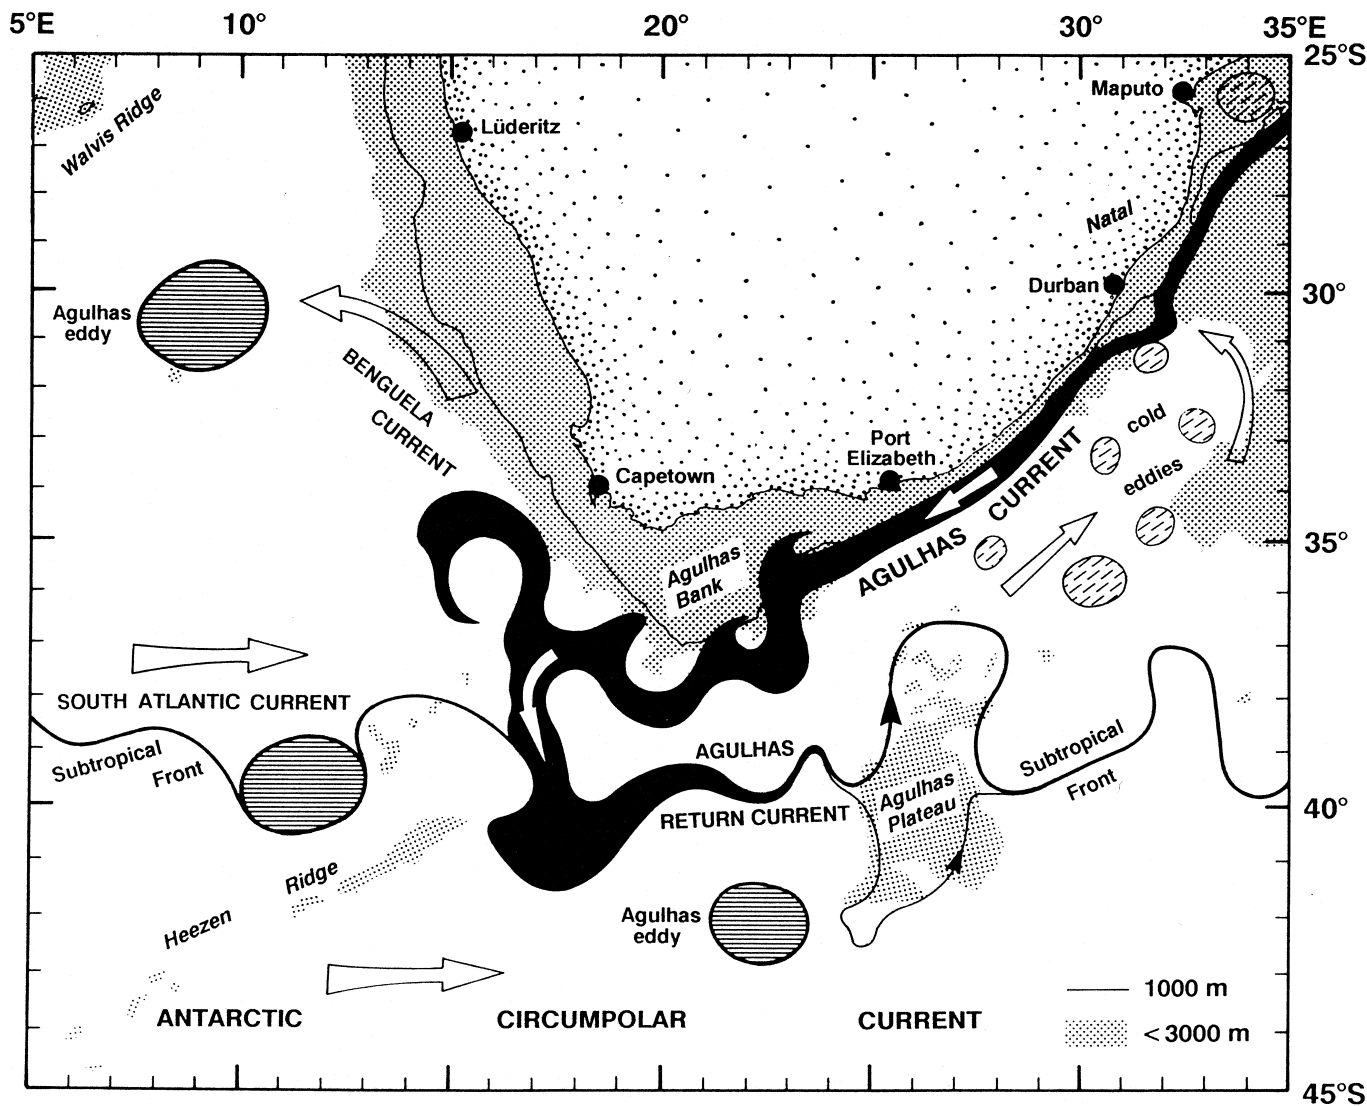 5°E 10° 20° 30° 35°E
25°S
Maputo
Walvis Ridge
Lüderitz
Natal
Durban
30°
Agulhas
eddy
BENGUELA
CURRENT
cold
eddies
Port
Elizabeth
Capetown
AGULHAS CURRENT
35°
Agulhas
Bank
SOUTH ATLANTIC CURRENT
Subtropical
Front
AGULHAS
RETURN CURRENT
Agulhas
Plateau
Subtropical
Front
40°
Heezen Ridge
Agulhas
eddy
1000 m
ANTARCTIC CIRCUMPOLAR CURRENT
<3000 m
45°S